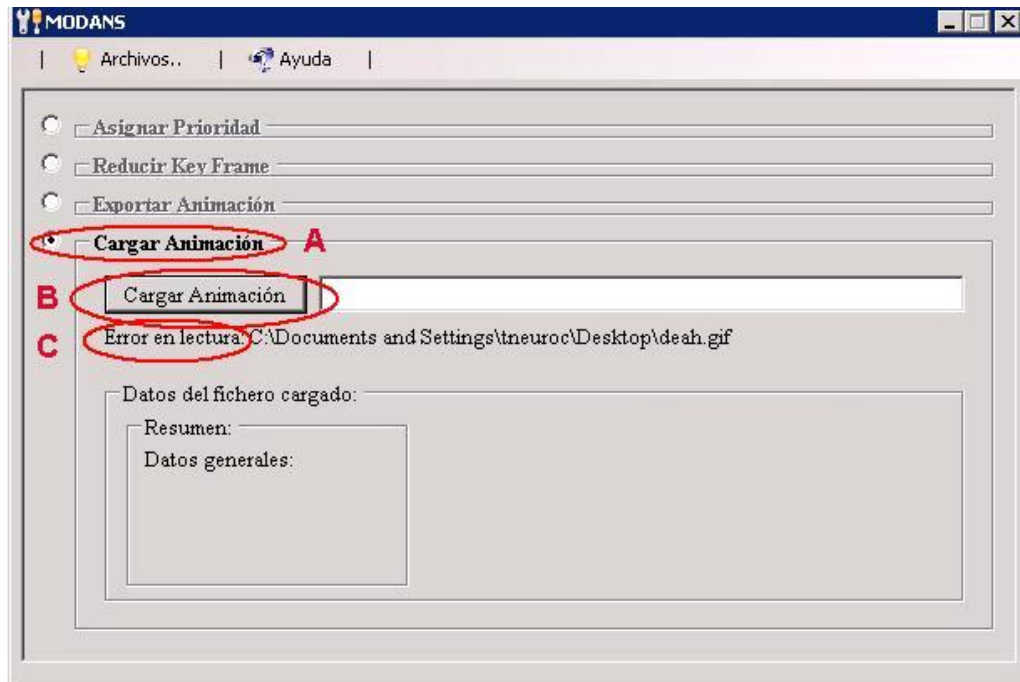 MODANS
| Archivos.. | Ayuda |
Asignar Prioridad
Reducir Key Frame
Exportar Animación
Cargar Animación A
B Cargar Animación
C Error en lectura: C:\Documents and Settings\tneuroc\Desktop\deah.gif
Datos del fichero cargado:
Resumen:
Datos generales: